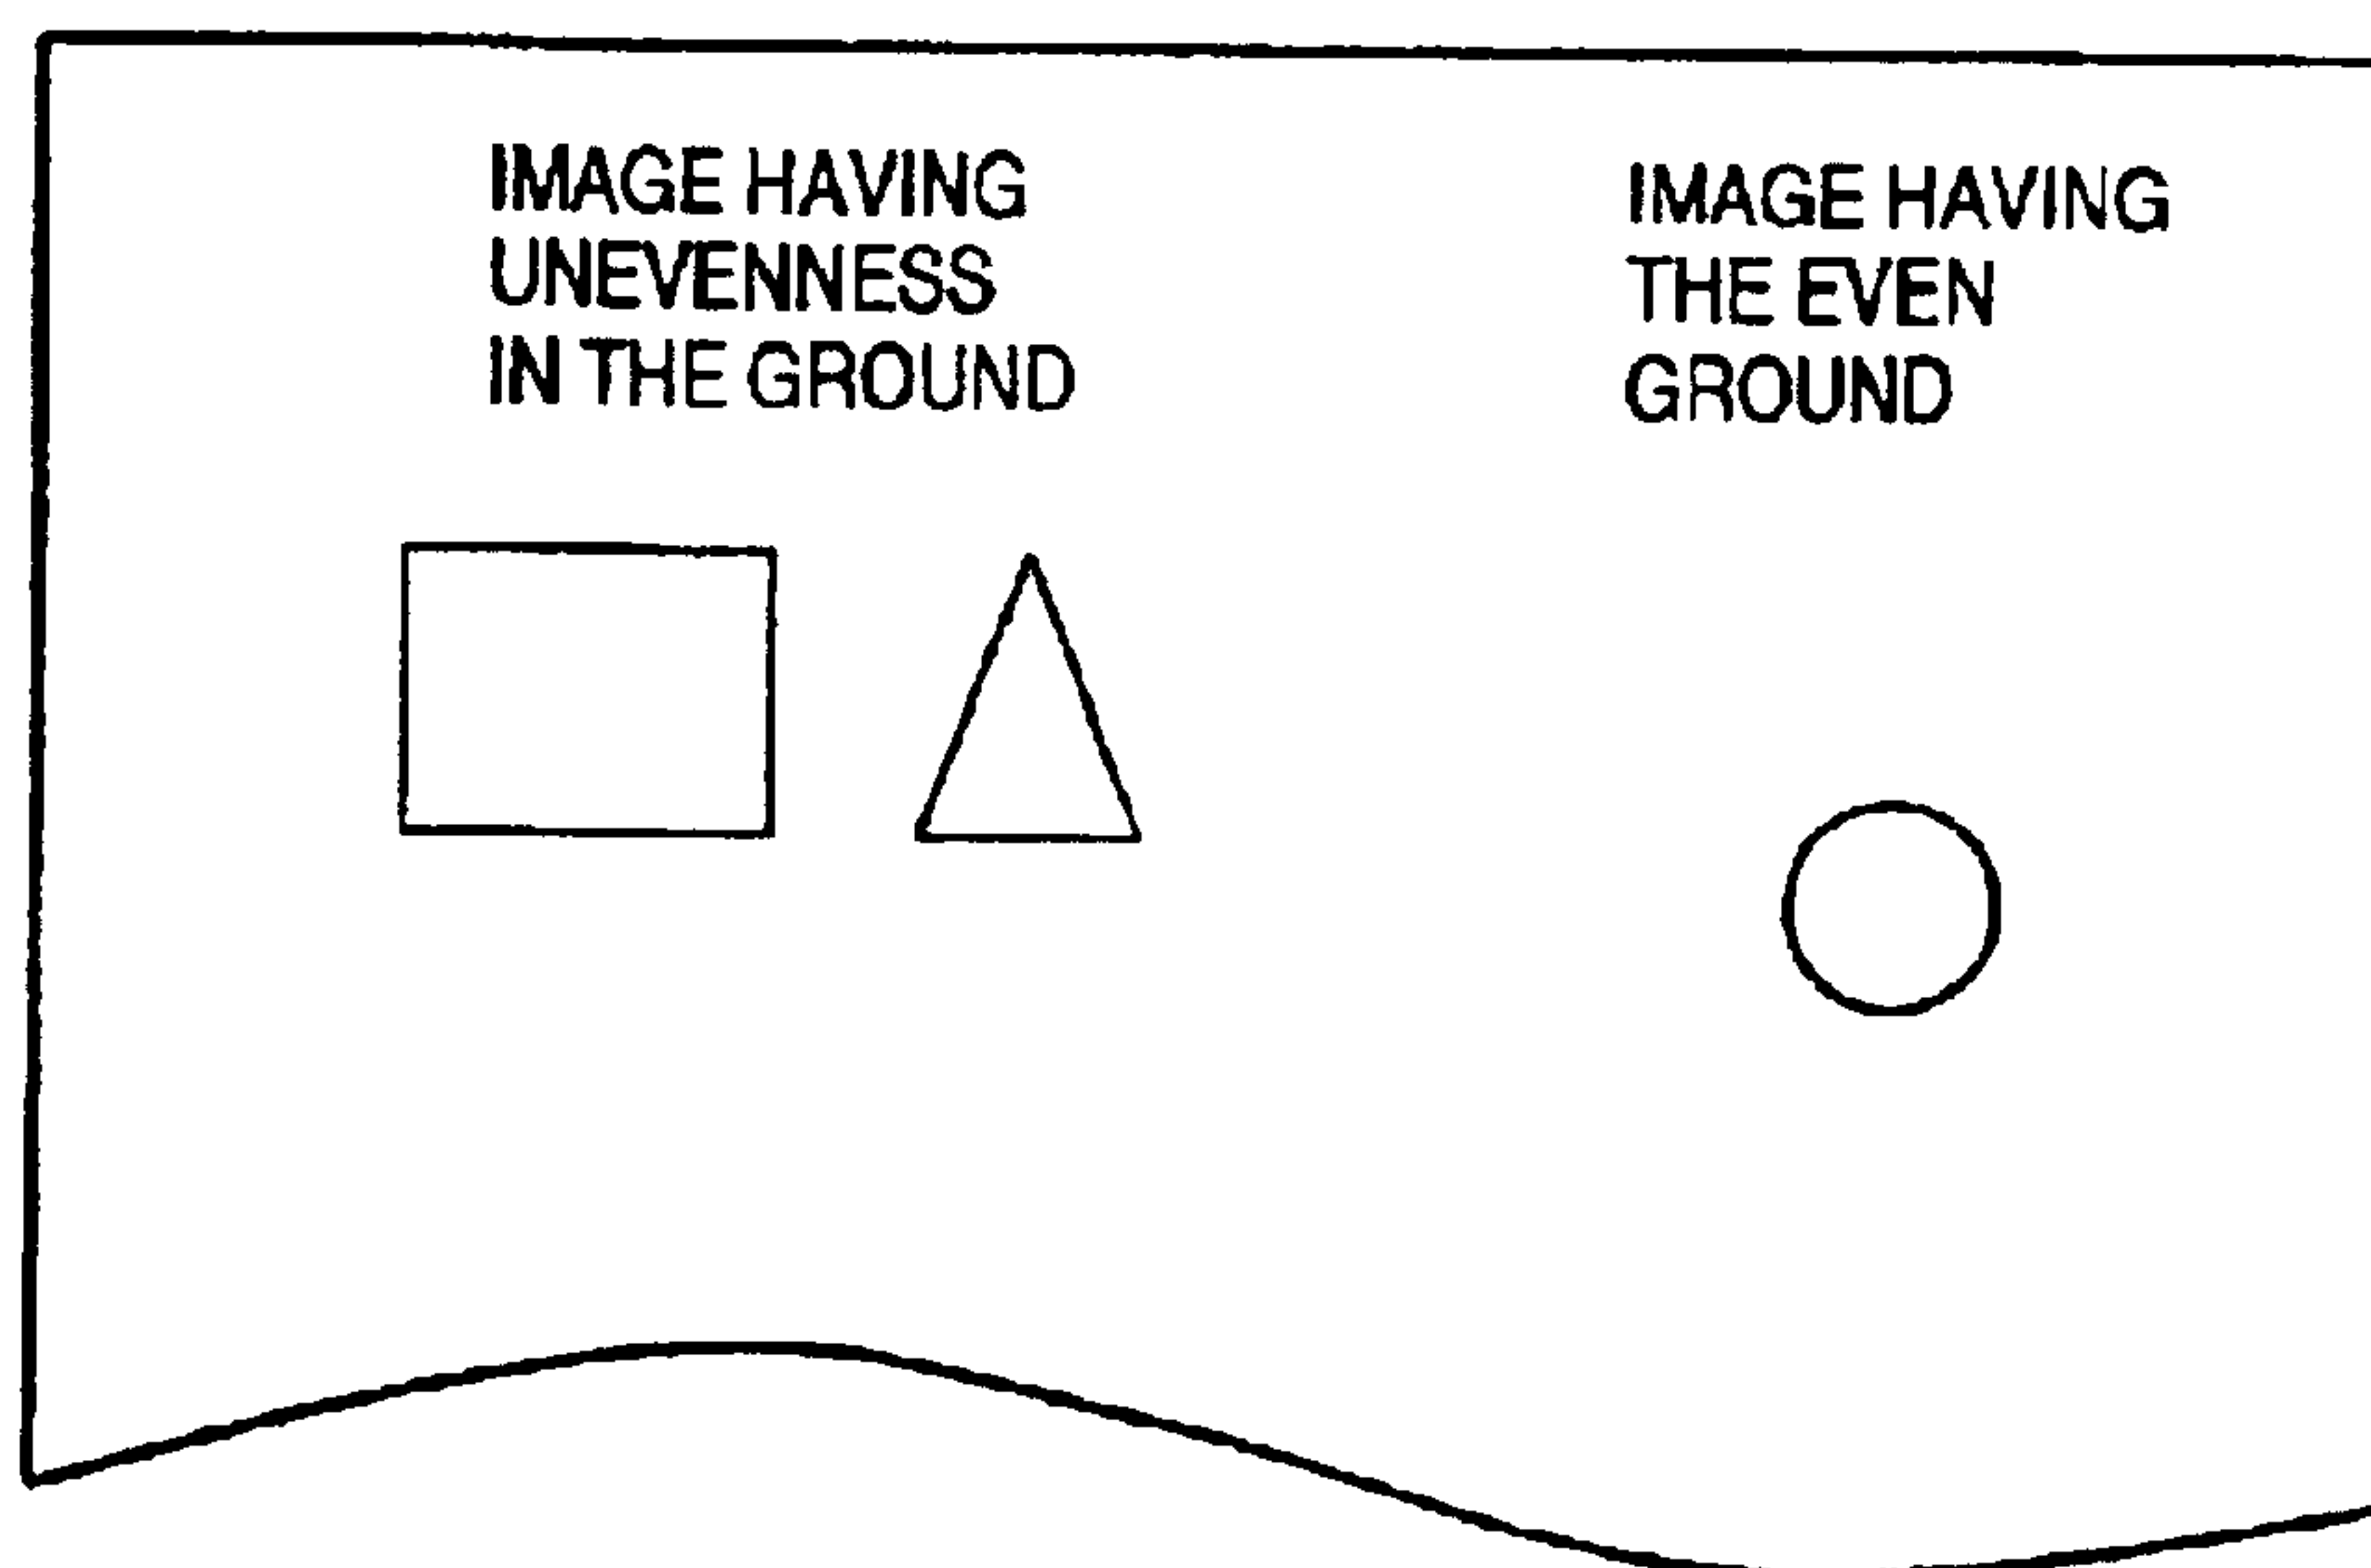 IMAGE HAVING
UNEVENNESS
IN THE GROUND
IMAGE HAVING
THE EVEN
GROUND